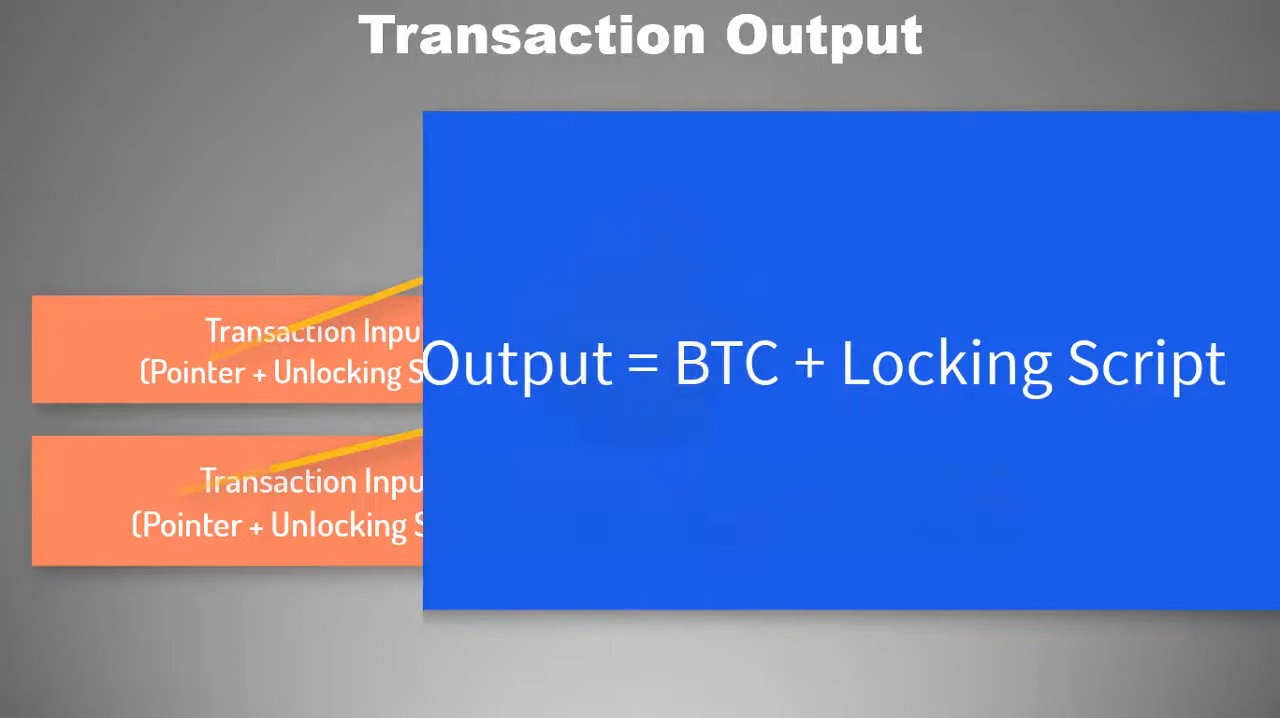 Transaction Output
Transaction Inpu
(Pointer + Unlocking S
Output = BTC + Locking Script
Transaction Inpu
(Pointer + Unlocking S